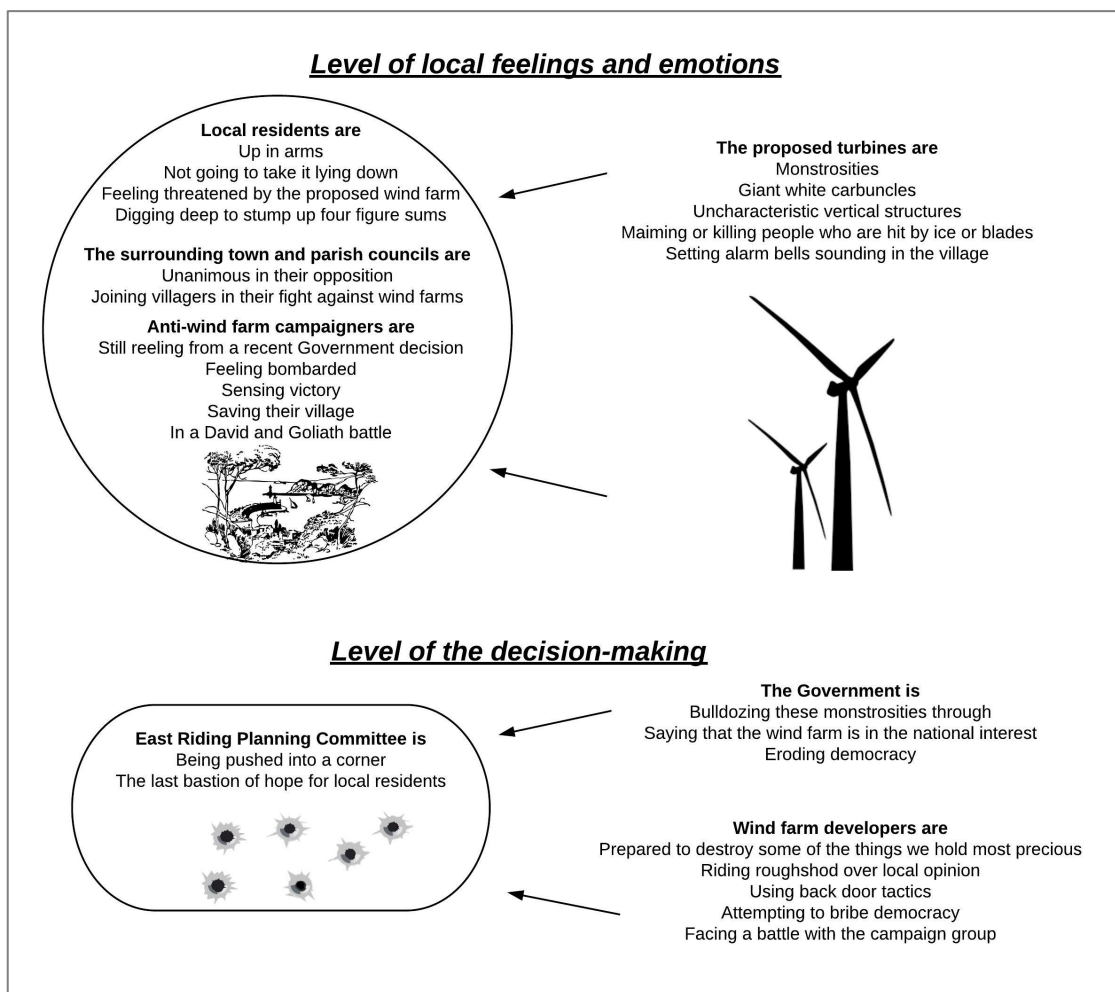 Level of local feelings and emotions
Local residents are
Up in arms
Not going to take it lying down
Feeling threatened by the proposed wind farm
Digging deep to stump up four figure sums
The surrounding town and parish councils are
Unanimous in their opposition
Joining villagers in their fight against wind farms
Anti-wind farm campaigners are
Still reeling from a recent Government decision
Feeling bombarded
Sensing victory
Saving their village
In a David and Goliath battle
The proposed turbines are
Monstrosities
Giant white carbuncles
Uncharacteristic vertical structures
Maiming or killing people who are hit by ice or blades
Setting alarm bells sounding in the village
Level of the decision-making
East Riding Planning Committee is
Being pushed into a corner
The last bastion of hope for local residents
The Government is
Bulldozing these monstrosities through
Saying that the wind farm is in the national interest
Eroding democracy
Wind farm developers are
Prepared to destroy some of the things we hold most precious
Riding roughshod over local opinion
Using back door tactics
Attempting to bribe democracy
Facing a battle with the campaign group